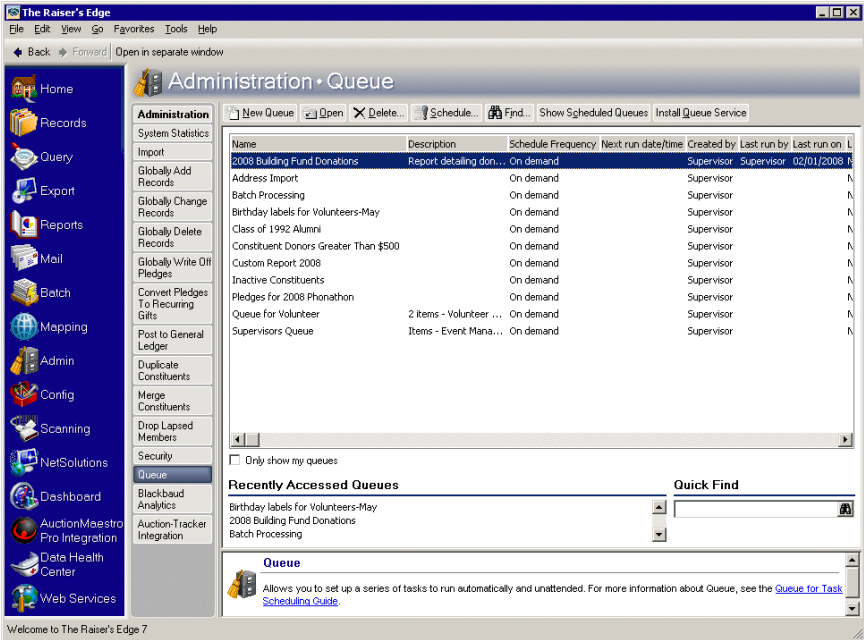 The Raiser's Edge
File Edit View Go Favorites Tools Help
Back Forward Open in separate window
Home
Records
Query
Export
Reports
Mail
Batch
Mapping
Admin
Config
Scanning
NetSolutions
Dashboard
AuctionMaestro
Pro Integration
Data Health
Center
Web Services
Administration • Queue
Administration
System Statistics
Import
Globally Add
Records
Globally Change
Records
Globally Delete
Records
Globally Write Off
Pledges
Convert Pledges
To Recurring
Gifts
Post to General
Ledger
Duplicate
Constituents
Merge
Constituents
Drop Lapsed
Members
Security
Queue
Blackbaud
Analytics
Auction-Tracker
Integration
New Queue Open Delete... Schedule... Find... Show Scheduled Queues Install Queue Service
Name Description Schedule Frequency Next run date/time Created by Last run by Last run on L
2008 Building Fund Donations Report detailing don... On demand Supervisor Supervisor 02/01/2008 N
Address Import On demand Supervisor N
Batch Processing On demand Supervisor N
Birthday labels for Volunteers-May On demand Supervisor N
Class of 1992 Alumni On demand Supervisor N
Constituent Donors Greater Than $500 On demand Supervisor N
Custom Report 2008 On demand Supervisor N
Inactive Constituents On demand Supervisor N
Pledges for 2008 Phonathon On demand Supervisor N
Queue for Volunteer 2 items - Volunteer ... On demand Supervisor N
Supervisors Queue Items - Event Mana... On demand Supervisor N
Only show my queues
Recently Accessed Queues
Birthday labels for Volunteers-May
2008 Building Fund Donations
Batch Processing
Quick Find
Queue
Allows you to set up a series of tasks to run automatically and unattended. For more information about Queue, see the Queue for Task
Scheduling Guide.
Welcome to The Raiser's Edge 7